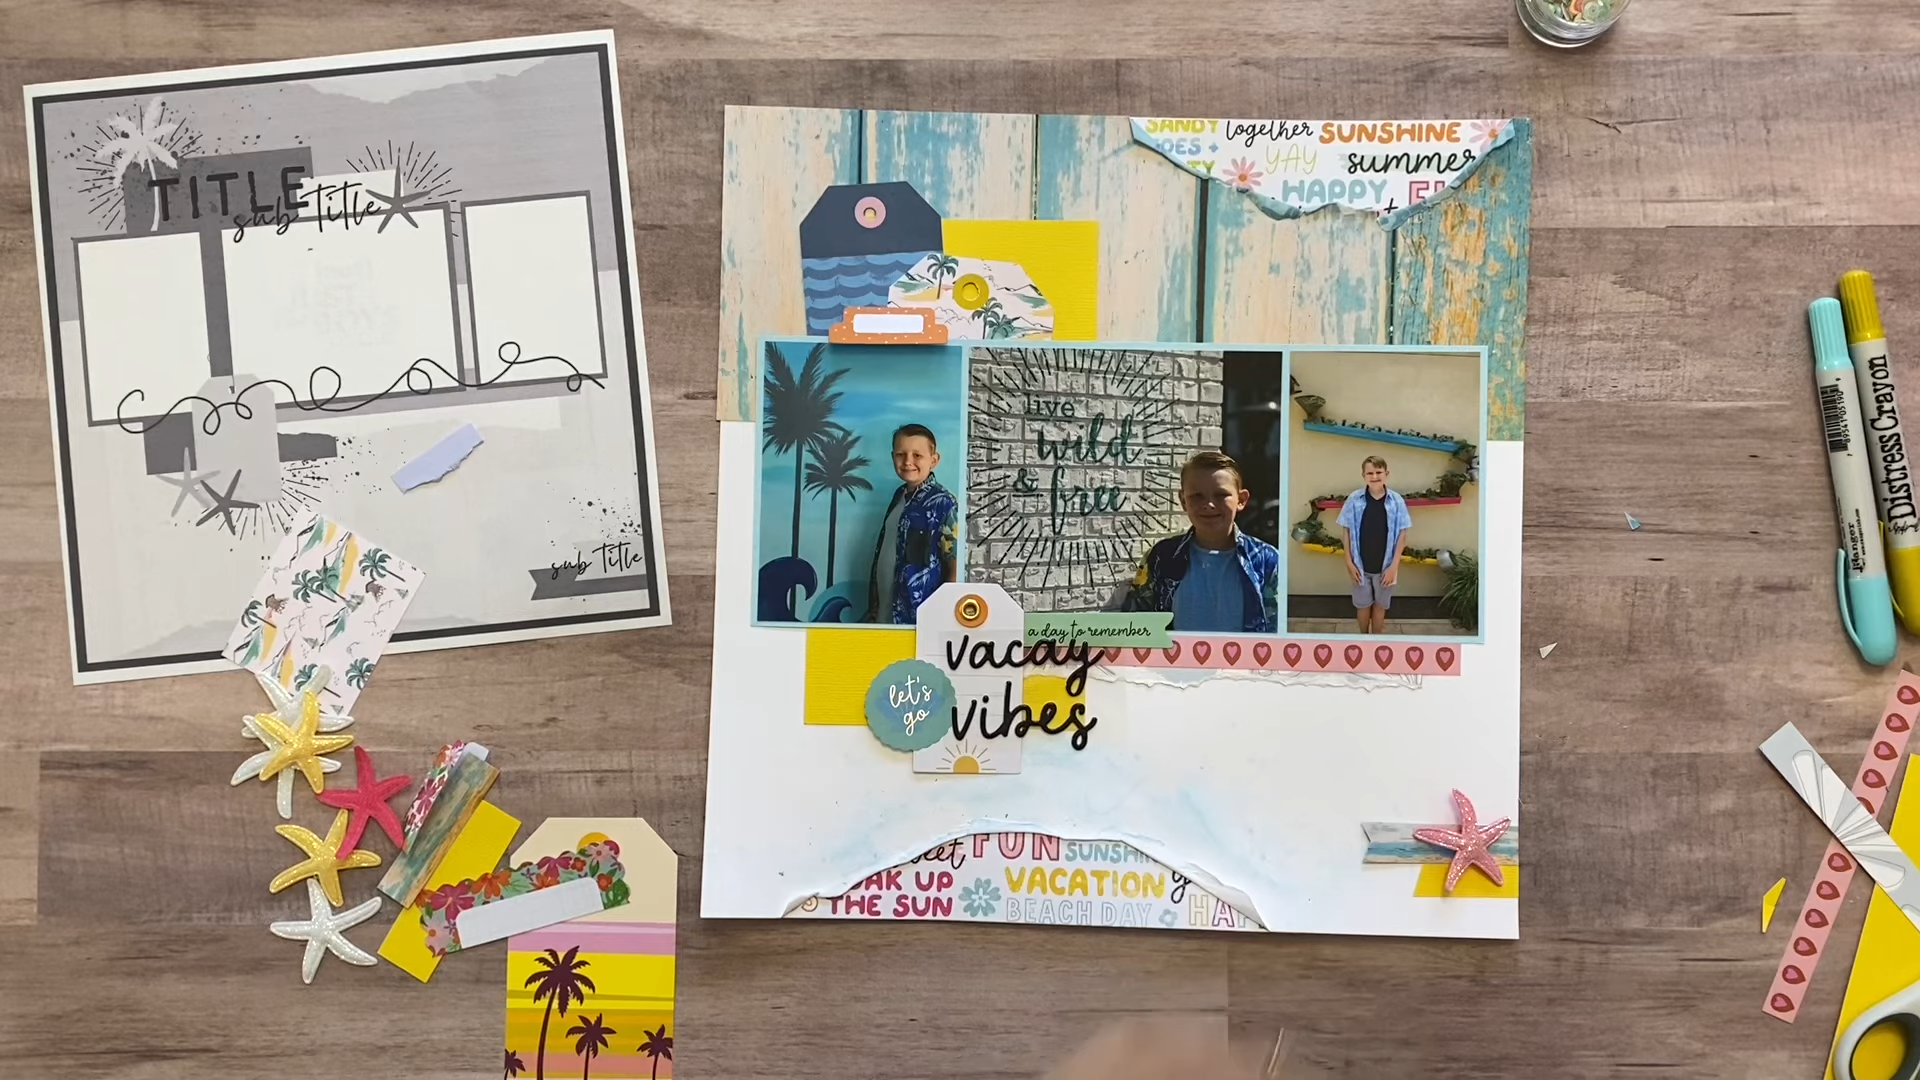 TITLE
sub title
sub title
SANDY together SUNSHINE
YAY summer
HAPPY
live
wild
& free
a day to remember
vacay
vibes
let's
go
FUN SUNSHI
SOAK UP VACATION
THE SUN BEACH DAY HA
Distress Crayon